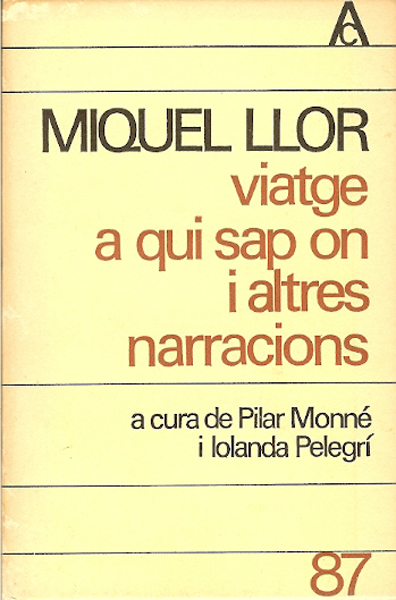 AC
MIQUEL LLOR
viatge
a qui sap on
i altres
narracions
a cura de Pilar Monné
i Iolanda Pelegrí
87